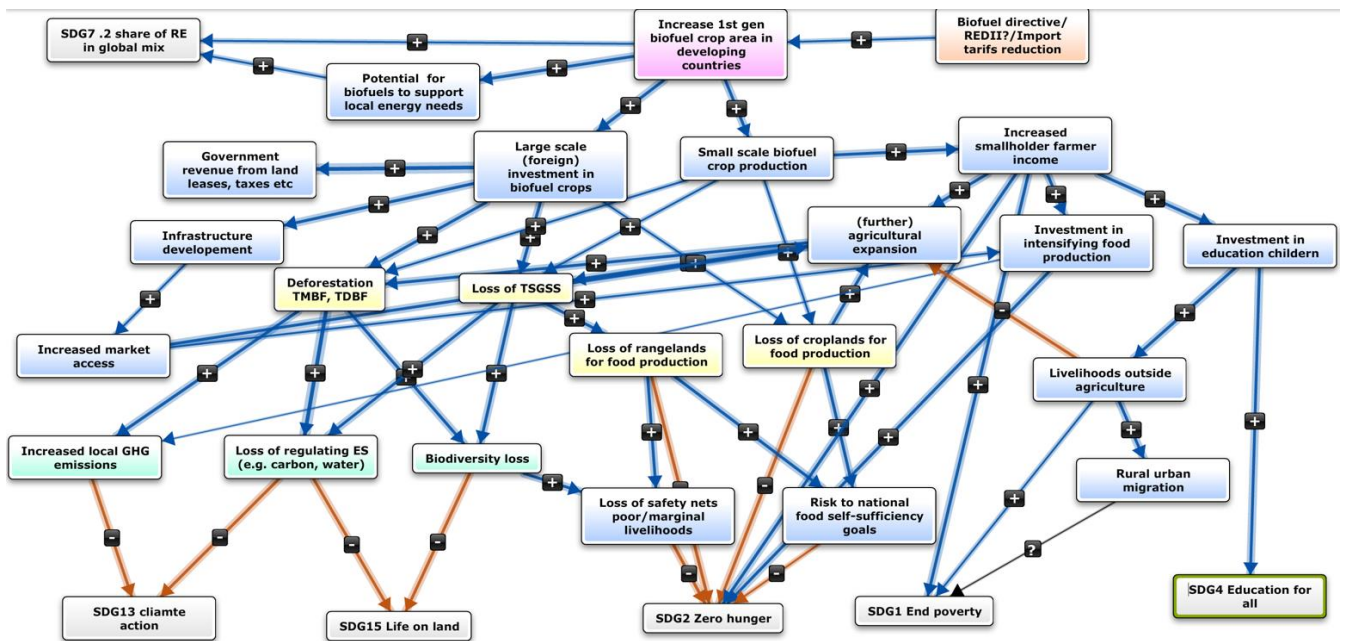 SDG7 .2 share of RE
in global mix
Increase 1st gen
biofuel crop area in
developing
countries
Biofuel directive/
REDII?/Import
tarifs reduction
+
+
+
+
Potential for
biofuels to support
local energy needs
+
+
Government
revenue from land
leases, taxes etc
+
Large scale
(foreign)
investment in
biofuel crops
Small scale biofuel
crop production
+
Increased
smallholder farmer
income
+
+
+
+
Infrastructure
developement
+
+
+
+
(further)
agricultural
expansion
Investment in
intensifying food
production
Investment in
education childern
Deforestation
TMBF, TDBF
+
Loss of TSGSS
+
+
+
+
+
-
+
Increased market
access
+
Loss of rangelands
for food production
Loss of croplands for
food production
+
+
+
+
+
+
+
Livelihoods outside
agriculture
+
Increased local GHG
emissions
Loss of regulating ES
(e.g. carbon, water)
Biodiversity loss
+
+
+
+
+
+
Rural urban
migration
+
Loss of safety nets
poor/marginal
livelihoods
-
-
Risk to national
food self-sufficiency
goals
+
-
-
-
-
-
-
?
SDG13 cliamte
action
SDG15 Life on land
SDG2 Zero hunger
SDG1 End poverty
SDG4 Education for
all